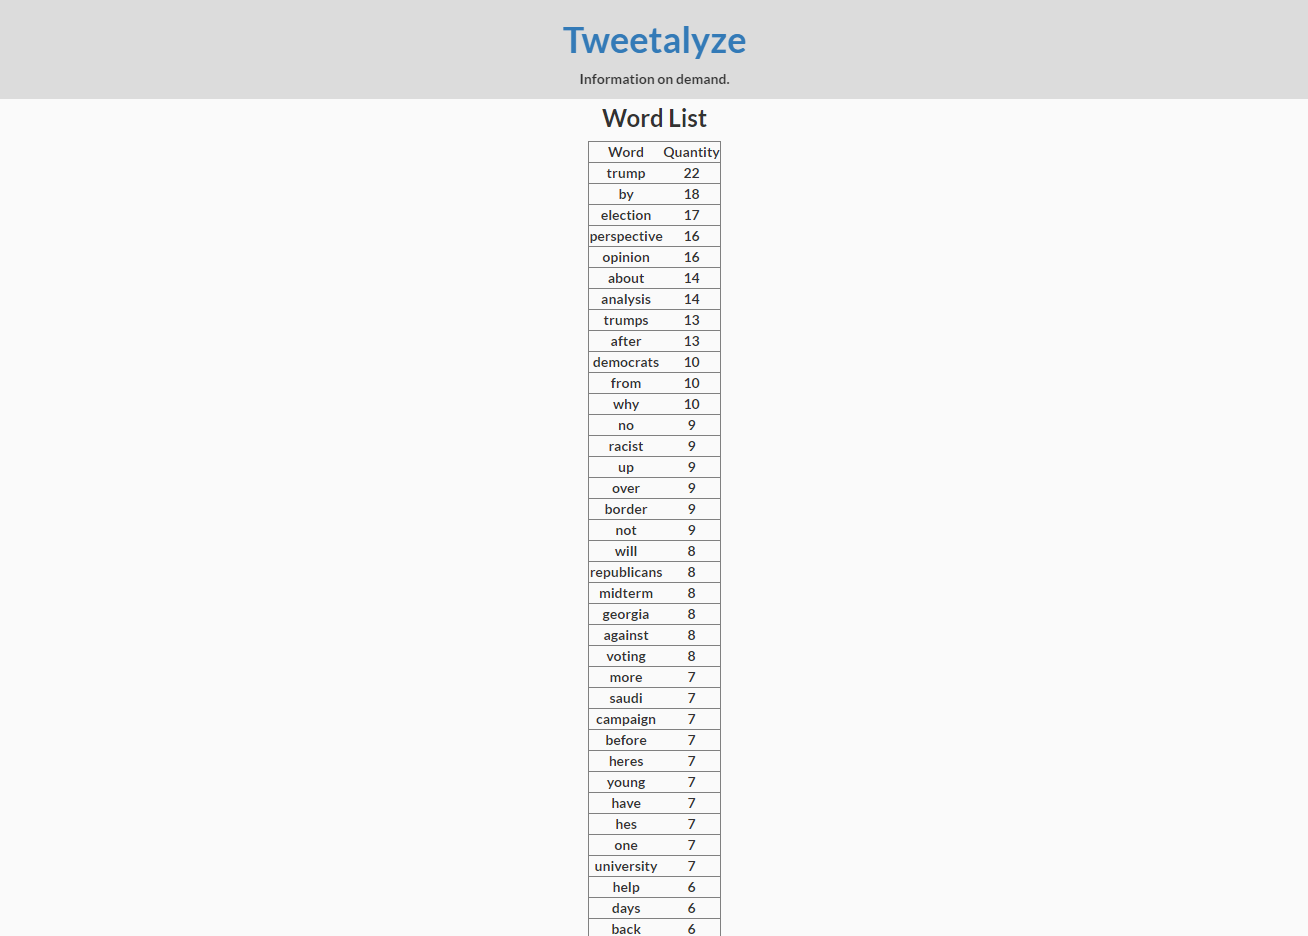 Tweetalyze
Information on demand.
Word List
Word Quantity
trump 22
by 18
election 17
perspective 16
opinion 16
about 14
analysis 14
trumps 13
after 13
democrats 10
from 10
why 10
no 9
racist 9
up 9
over 9
border 9
not 9
will 8
republicans 8
midterm 8
georgia 8
against 8
voting 8
more 7
saudi 7
campaign 7
before 7
heres 7
young 7
have 7
hes 7
one 7
university 7
help 6
days 6
back 6